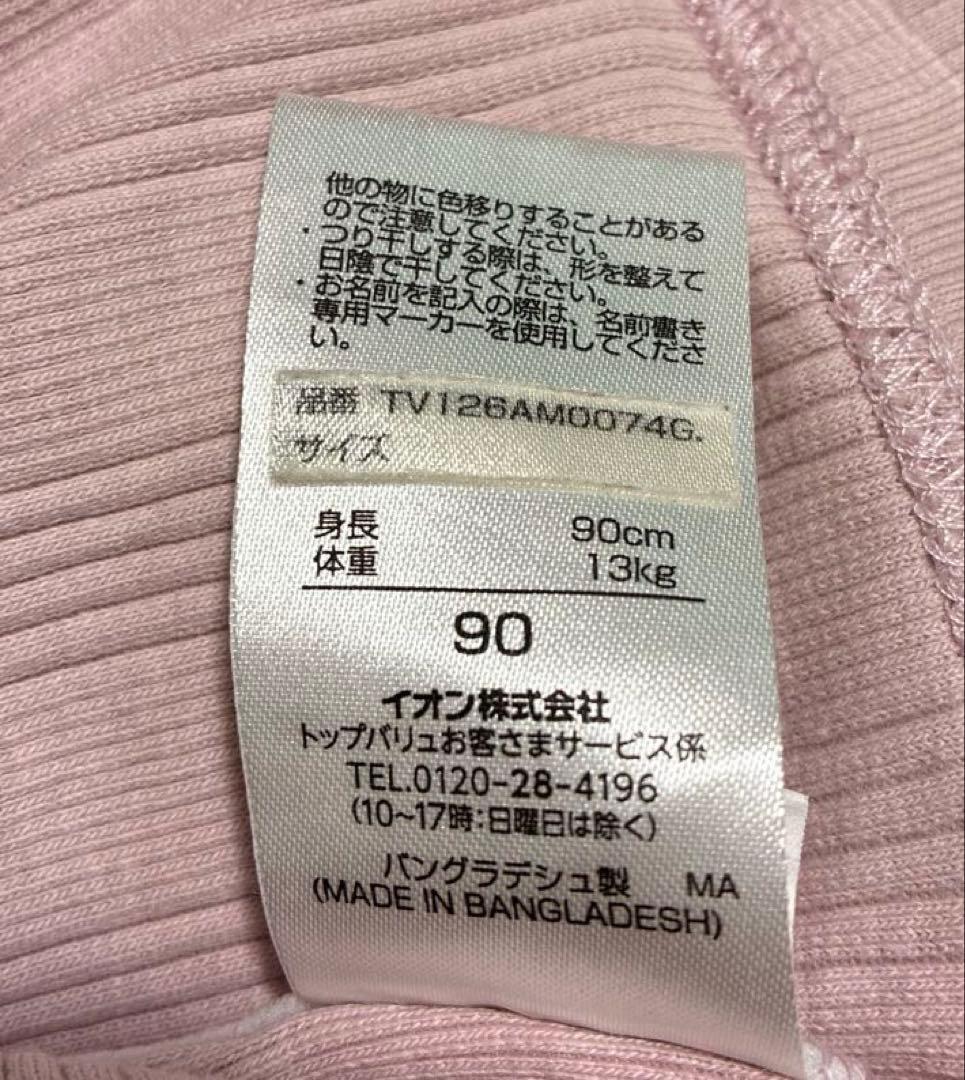 他の物に色移りすることがある
ので注意してください。
・つり干しする際は、形を整えて
日陰で干してください。
・お名前を記入の際は、名前書き
専用マーカーを使用してくださ
い。
品番 TV126AM0074G.
サイズ
身長 90cm
体重 13kg
90
イオン株式会社
トップバリュお客さまサービス係
TEL.0120-28-4196
(10~17時:日曜日は除く)
バングラデシュ製 MA
(MADE IN BANGLADESH)